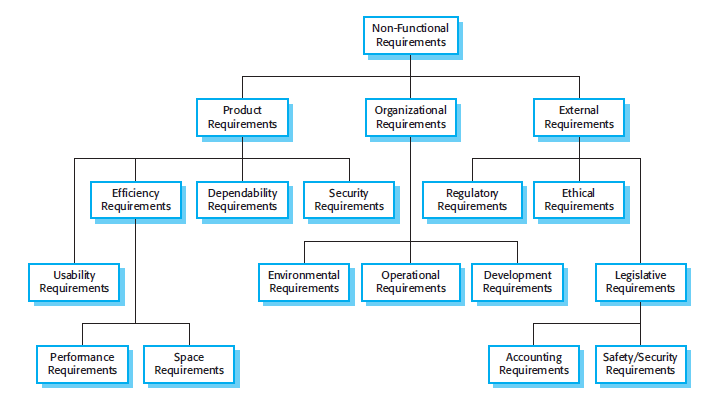 Non-Functional
Requirements
Product
Requirements
Organizational
Requirements
External
Requirements
Efficiency
Requirements
Dependability
Requirements
Security
Requirements
Regulatory
Requirements
Ethical
Requirements
Usability
Requirements
Environmental
Requirements
Operational
Requirements
Development
Requirements
Legislative
Requirements
Performance
Requirements
Space
Requirements
Accounting
Requirements
Safety/Security
Requirements